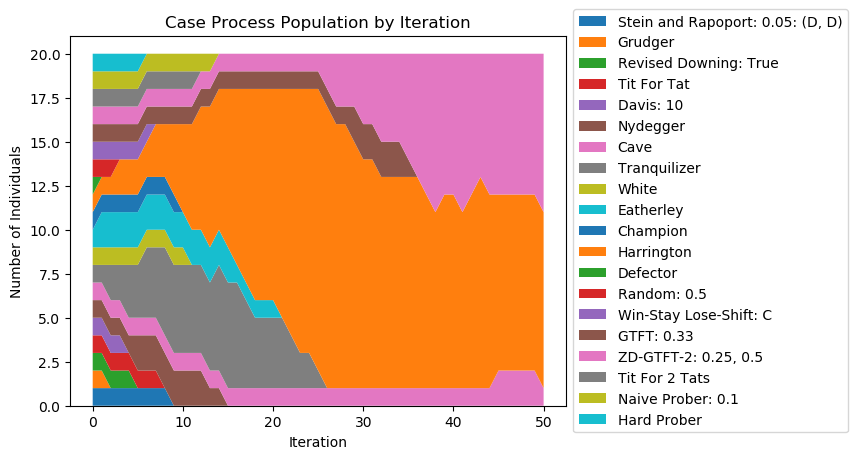 Case Process Population by Iteration
Number of Individuals
20.0
17.5
15.0
12.5
10.0
7.5
5.0
2.5
0.0
0
10
20
30
40
50
Iteration
Stein and Rapoport: 0.05: (D, D)
Grudger
Revised Downing: True
Tit For Tat
Davis: 10
Nydegger
Cave
Tranquilizer
White
Eatherley
Champion
Harrington
Defector
Random: 0.5
Win-Stay Lose-Shift: C
GTFT: 0.33
ZD-GTFT-2: 0.25, 0.5
Tit For 2 Tats
Naive Prober: 0.1
Hard Prober